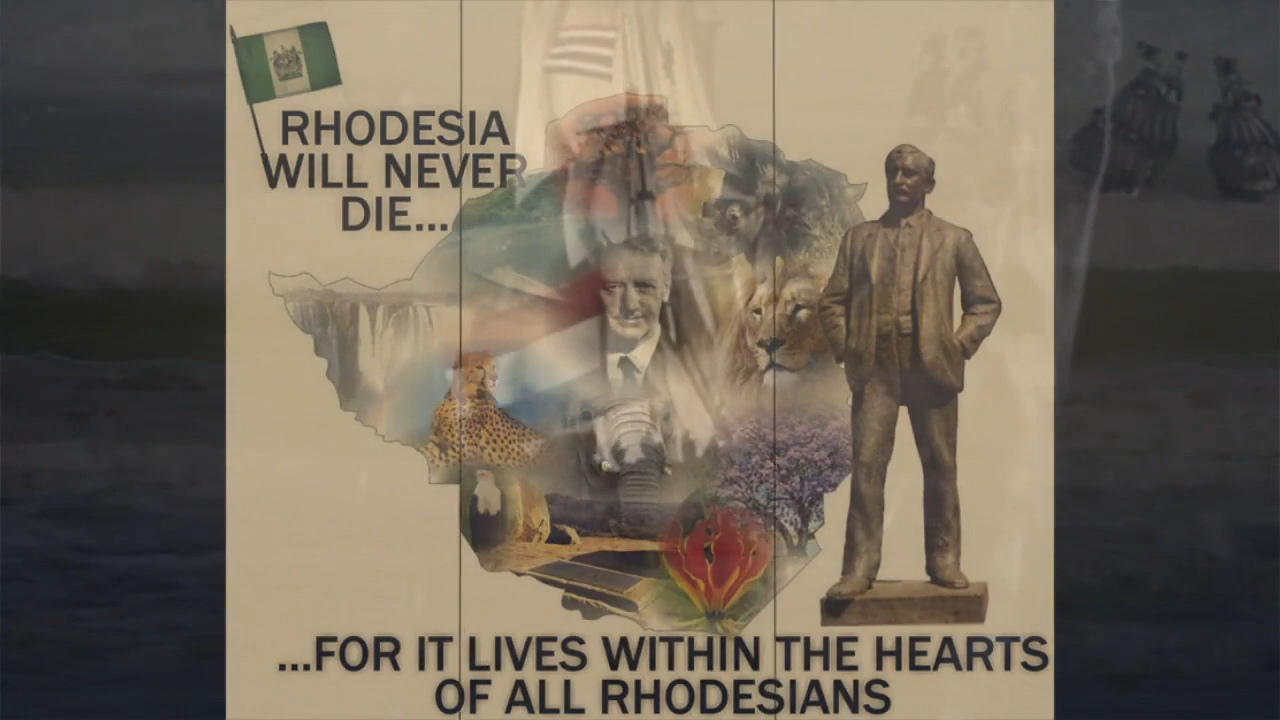 RHODESIA
WILL NEVER
DIE...
...FOR IT LIVES WITHIN THE HEARTS
OF ALL RHODESIANS